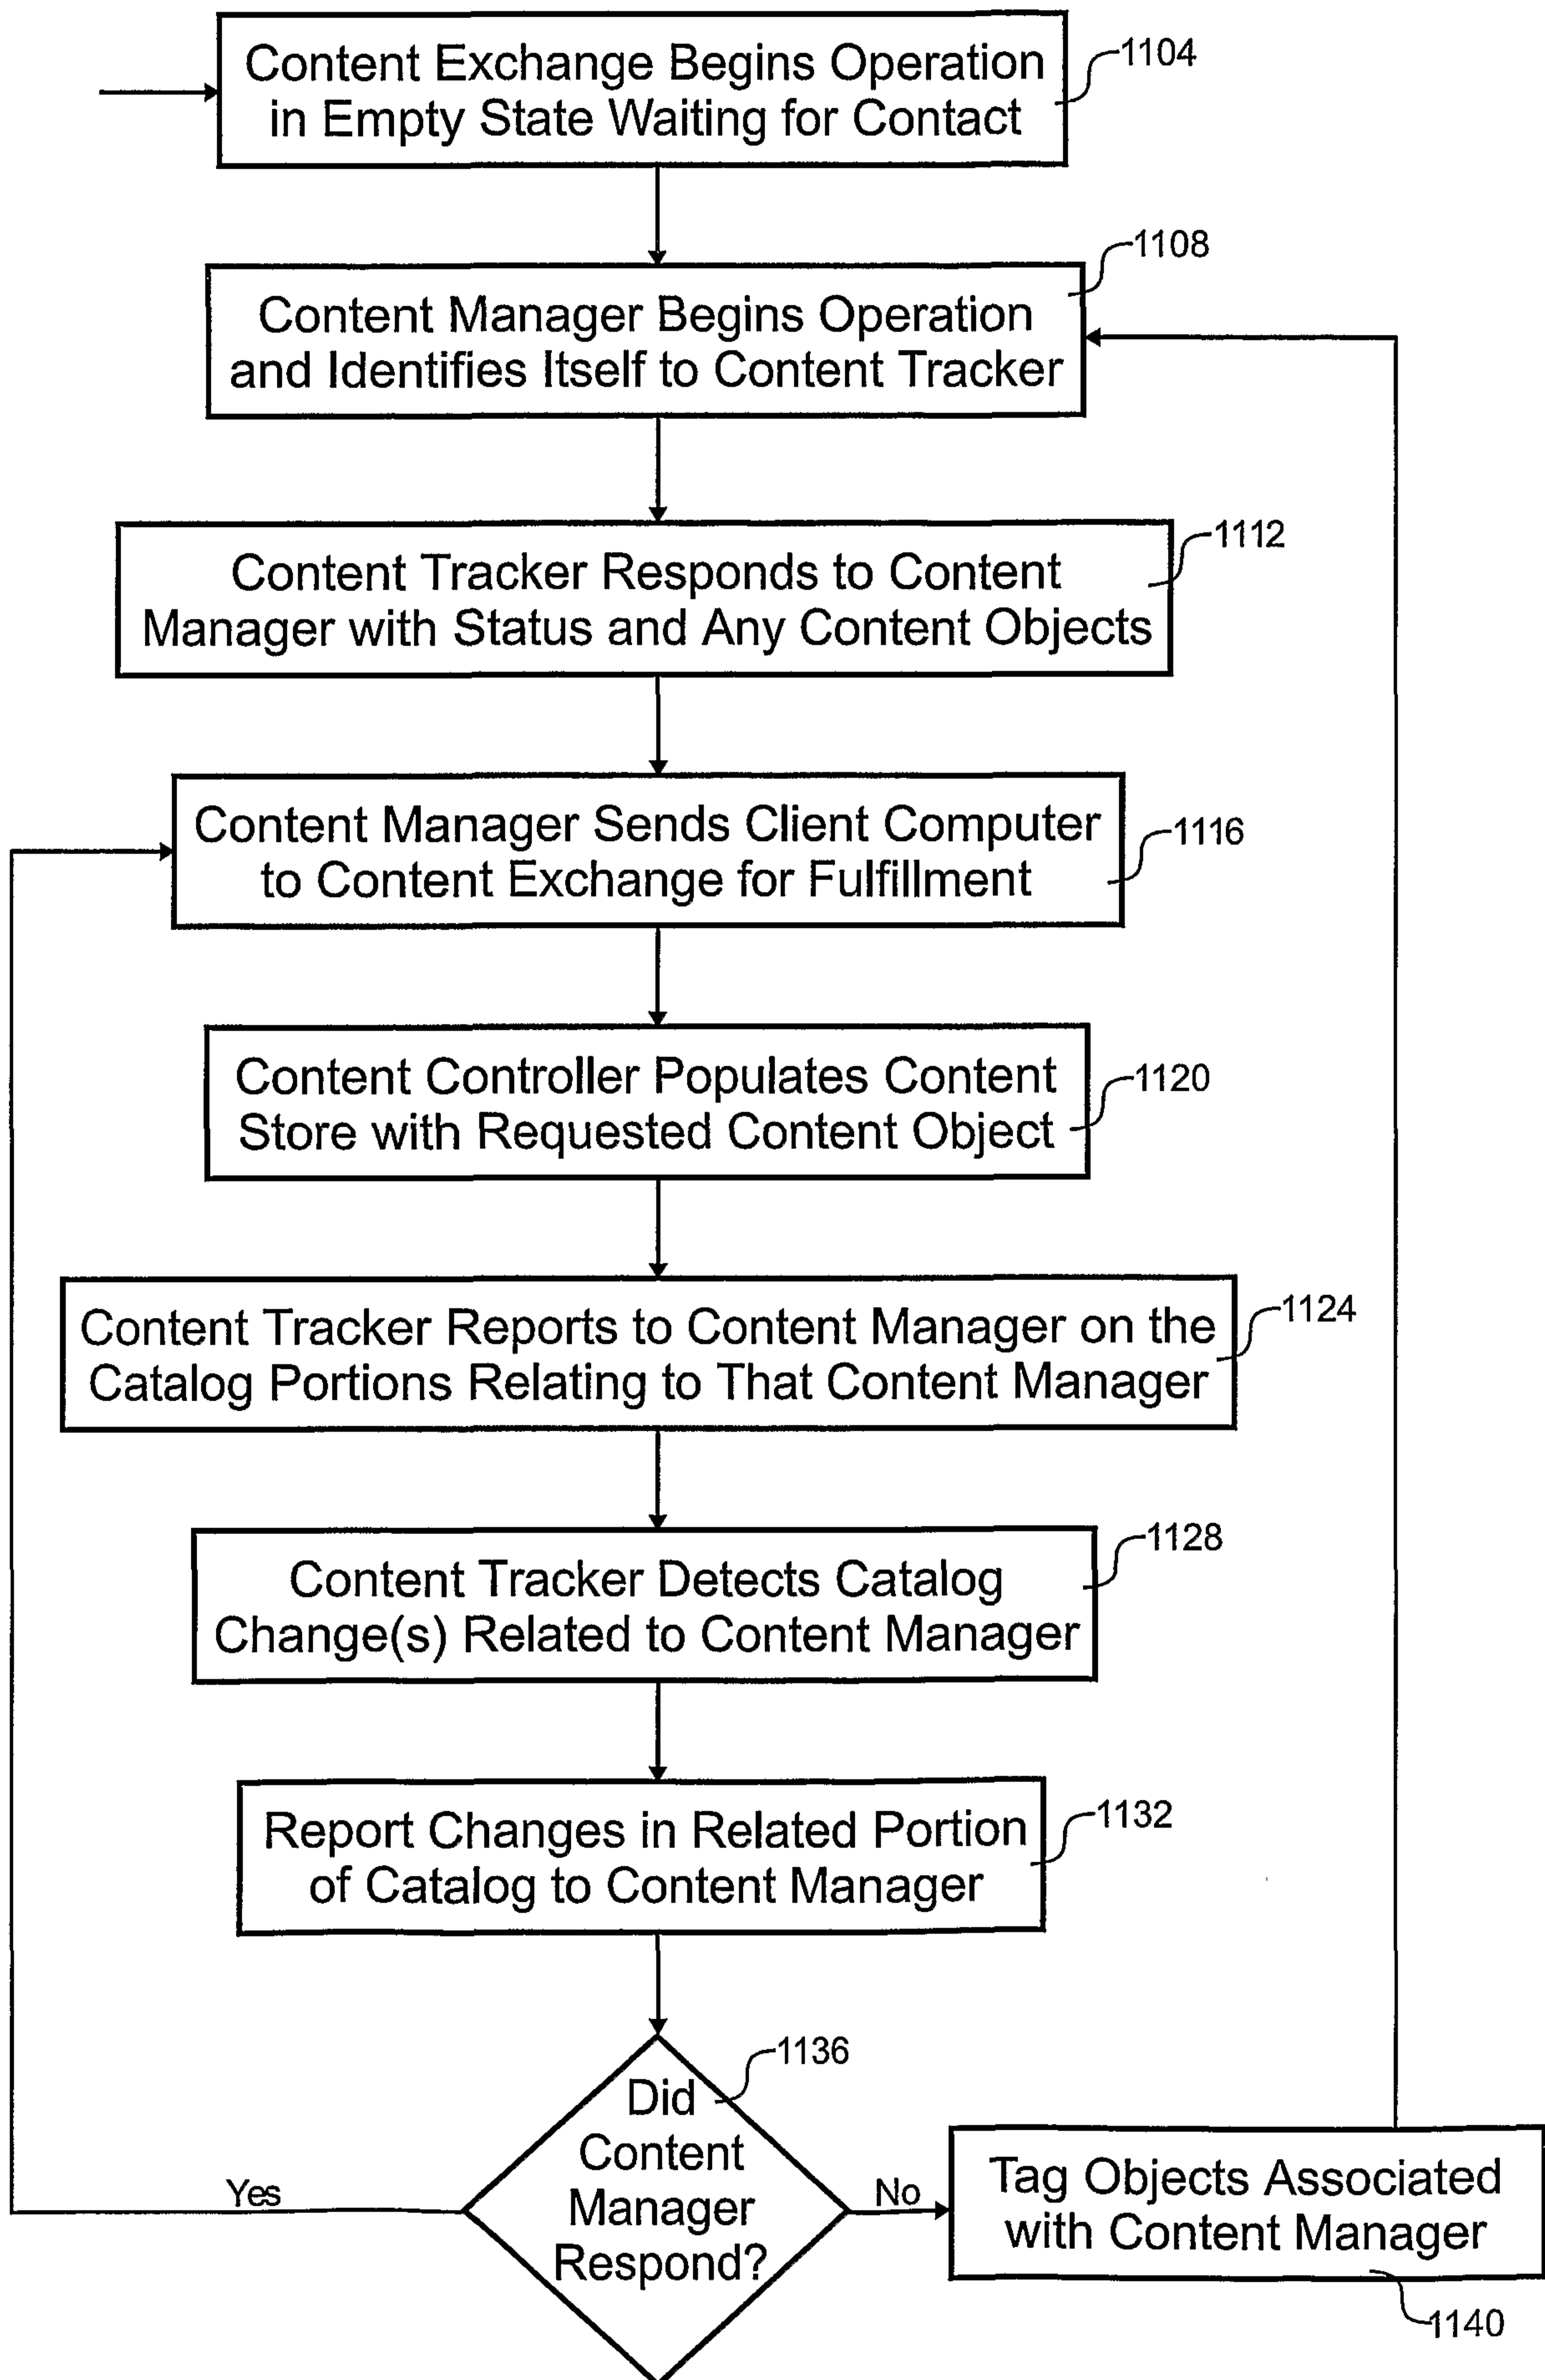 Content Exchange Begins Operation
in Empty State Waiting for Contact
1104
1108
Content Manager Begins Operation
and Identifies Itself to Content Tracker
1112
Content Tracker Responds to Content
Manager with Status and Any Content Objects
Content Manager Sends Client Computer
to Content Exchange for Fulfillment
1116
Content Controller Populates Content
Store with Requested Content Object
1120
Content Tracker Reports to Content Manager on the
Catalog Portions Relating to That Content Manager
1124
1128
Content Tracker Detects Catalog
Change(s) Related to Content Manager
Report Changes in Related Portion
of Catalog to Content Manager
1132
1136
Did
Content
Manager
Respond?
Yes
No
Tag Objects Associated
with Content Manager
1140